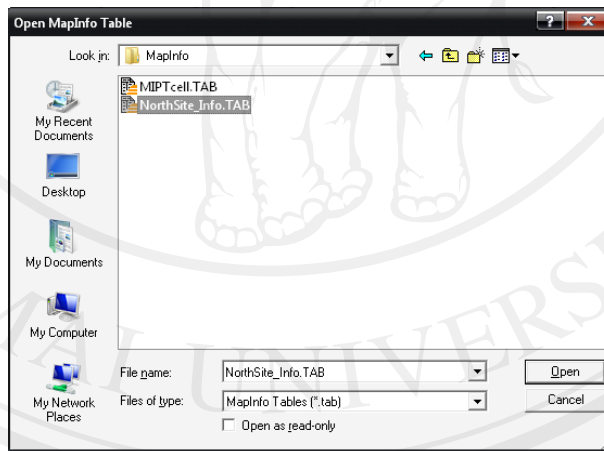 Open MapInfo Table
Look in:
MapInfo
MIPTcell.TAB
NorthSite_Info.TAB
My Recent
Documents
Desktop
My Documents
My Computer
My Network
Places
File name:
NorthSite_Info.TAB
Open
Files of type:
MapInfo Tables (*.tab)
Cancel
Open as read-only